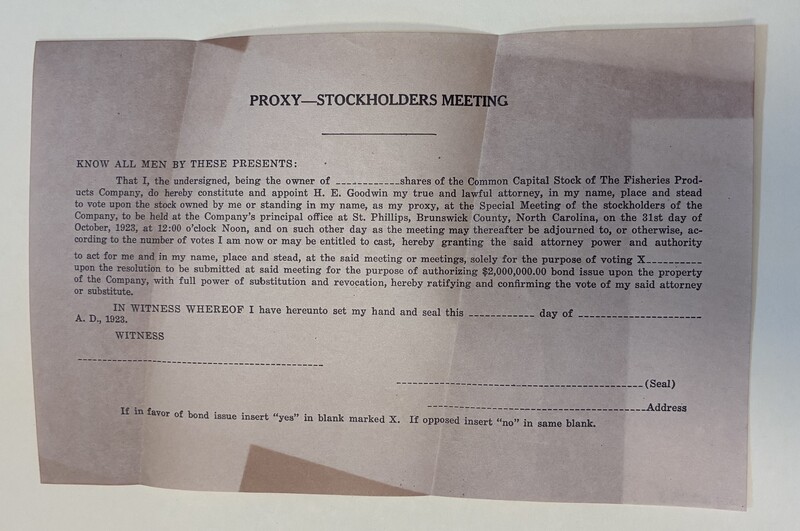 PROXY—STOCKHOLDERS MEETING
KNOW ALL MEN BY THESE PRESENTS:
That I, the undersigned, being the owner of ____________shares of the Common Capital Stock of The Fisheries Prod-
ucts Company, do hereby constitute and appoint H. E. Goodwin my true and lawful attorney, in my name, place and stead
to vote upon the stock owned by me or standing in my name, as my proxy, at the Special Meeting of the stockholders of the
Company, to be held at the Company's principal office at St. Phillips, Brunswick County, North Carolina, on the 31st day of
October, 1923, at 12:00 o'clock Noon, and on such other day as the meeting may thereafter be adjourned to, or otherwise, ac-
cording to the number of votes I am now or may be entitled to cast, hereby granting the said attorney power and authority
to act for me and in my name, place and stead, at the said meeting or meetings, solely for the purpose of voting X__________
upon the resolution to be submitted at said meeting for the purpose of authorizing $2,000,000.00 bond issue upon the property
of the Company, with full power of substitution and revocation, hereby ratifying and confirming the vote of my said attorney
or substitute.
IN WITNESS WHEREOF I have hereunto set my hand and seal this ____________ day of ______________________
A. D., 1923.
WITNESS
____________________________________________
____________________________________________(Seal)
_______________________________________Address
If in favor of bond issue insert "yes" in blank marked X. If opposed insert "no" in same blank.